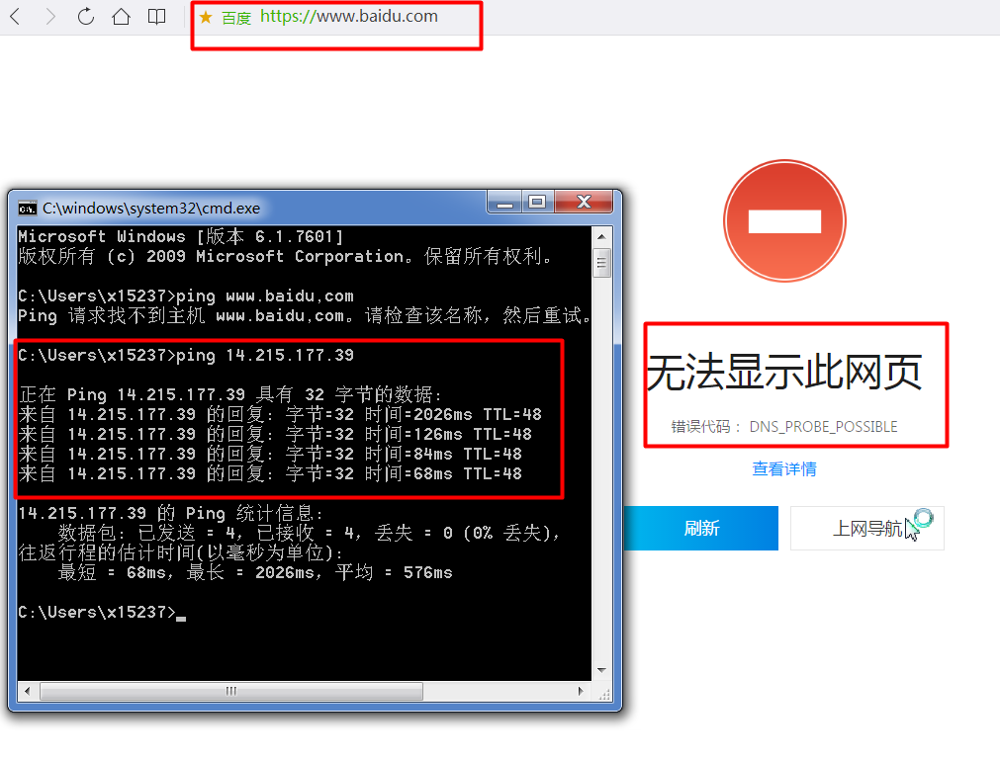 百度 https://www.baidu.com
C:\windows\system32\cmd.exe
Microsoft Windows [版本 6.1.7601]
版权所有 (c) 2009 Microsoft Corporation。保留所有权利。
C:\Users\x15237>ping www.baidu.com
Ping 请求找不到主机 www.baidu.com。请检查该名称，然后重试。
C:\Users\x15237>ping 14.215.177.39
正在 Ping 14.215.177.39 具有 32 字节的数据:
来自 14.215.177.39 的回复: 字节=32 时间=2026ms TTL=48
来自 14.215.177.39 的回复: 字节=32 时间=126ms TTL=48
来自 14.215.177.39 的回复: 字节=32 时间=84ms TTL=48
来自 14.215.177.39 的回复: 字节=32 时间=68ms TTL=48
14.215.177.39 的 Ping 统计信息:
数据包: 已发送 = 4，已接收 = 4，丢失 = 0 (0% 丢失)，
往返行程的估计时间(以毫秒为单位):
最短 = 68ms，最长 = 2026ms，平均 = 576ms
C:\Users\x15237>_
无法显示此网页
错误代码： DNS_PROBE_POSSIBLE
查看详情
刷新
上网导航